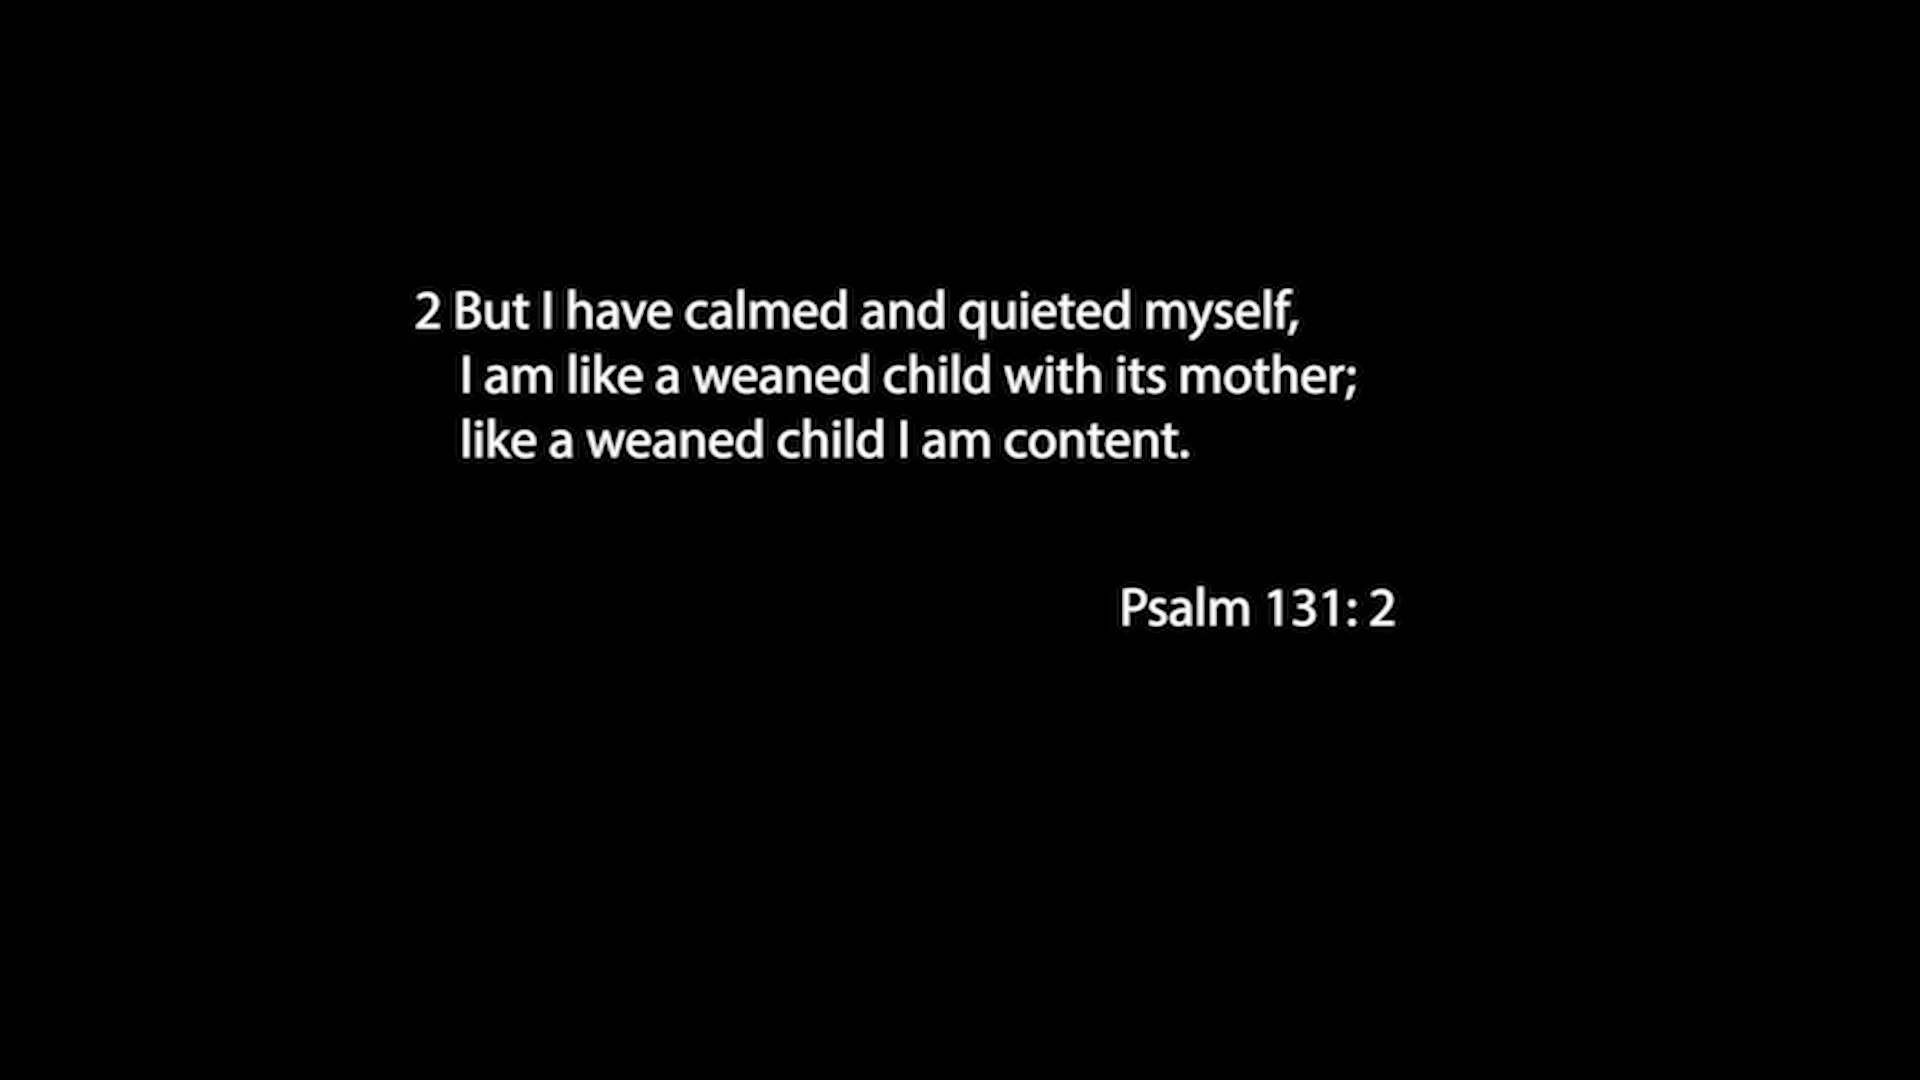 2 But I have calmed and quieted myself,
I am like a weaned child with its mother;
like a weaned child I am content.
Psalm 131: 2